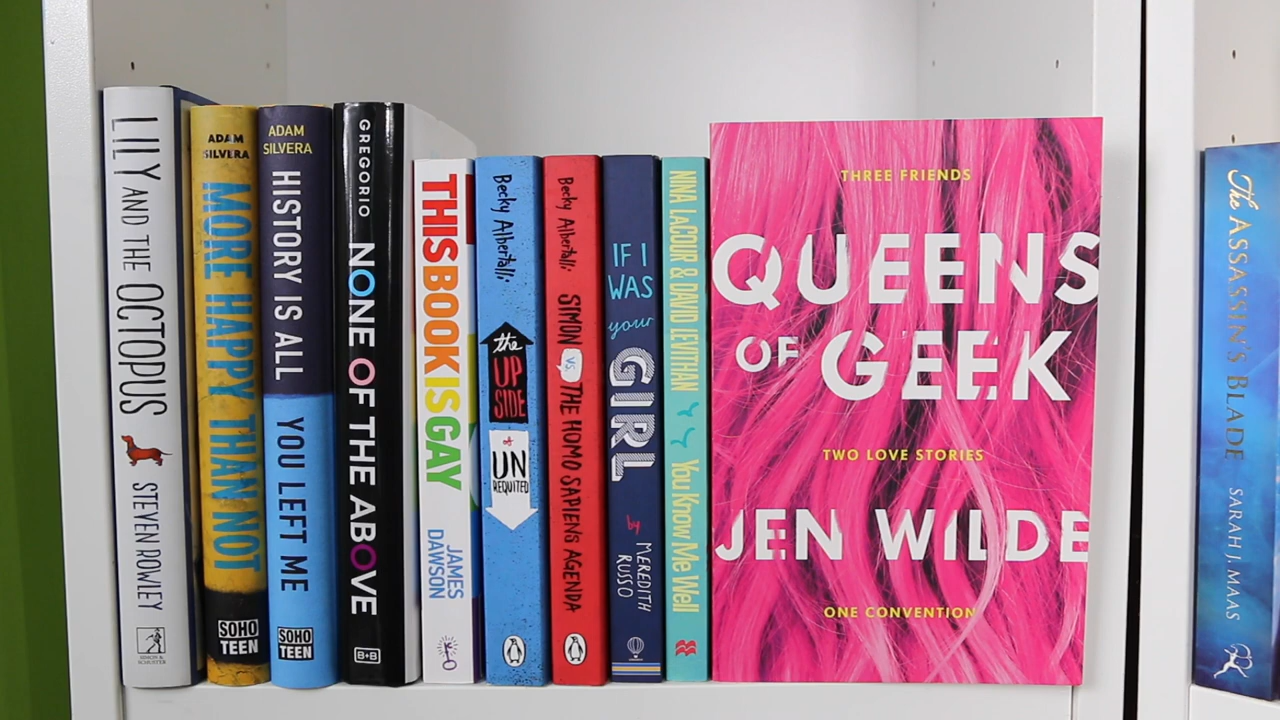 LILY AND THE OCTOPUS
STEVEN ROWLEY
SIMON &
SCHUSTER
ADAM
SILVERA
MORE HAPPY THAN NOT
SOHO
TEEN
ADAM
SILVERA
HISTORY IS ALL
YOU LEFT ME
SOHO
TEEN
GREGORIO
NONE OF THE ABOVE
B+B
THIS BOOK IS GAY
JAMES
DAWSON
Becky Albertalli
the
UP
SIDE
of
UN
REQUITED
Becky Albertalli
SIMON VS. THE HOMO SAPIENS AGENDA
IF I
WAS
your
GIRL
by
MEREDITH
RUSSO
NINA LACOUR & DAVID LEVITHAN
You Know Me Well
THREE FRIENDS
QUEENS
OF GEEK
TWO LOVE STORIES
JEN WILDE
ONE CONVENTION
The ASSASSIN'S BLADE
SARAH J. MAAS